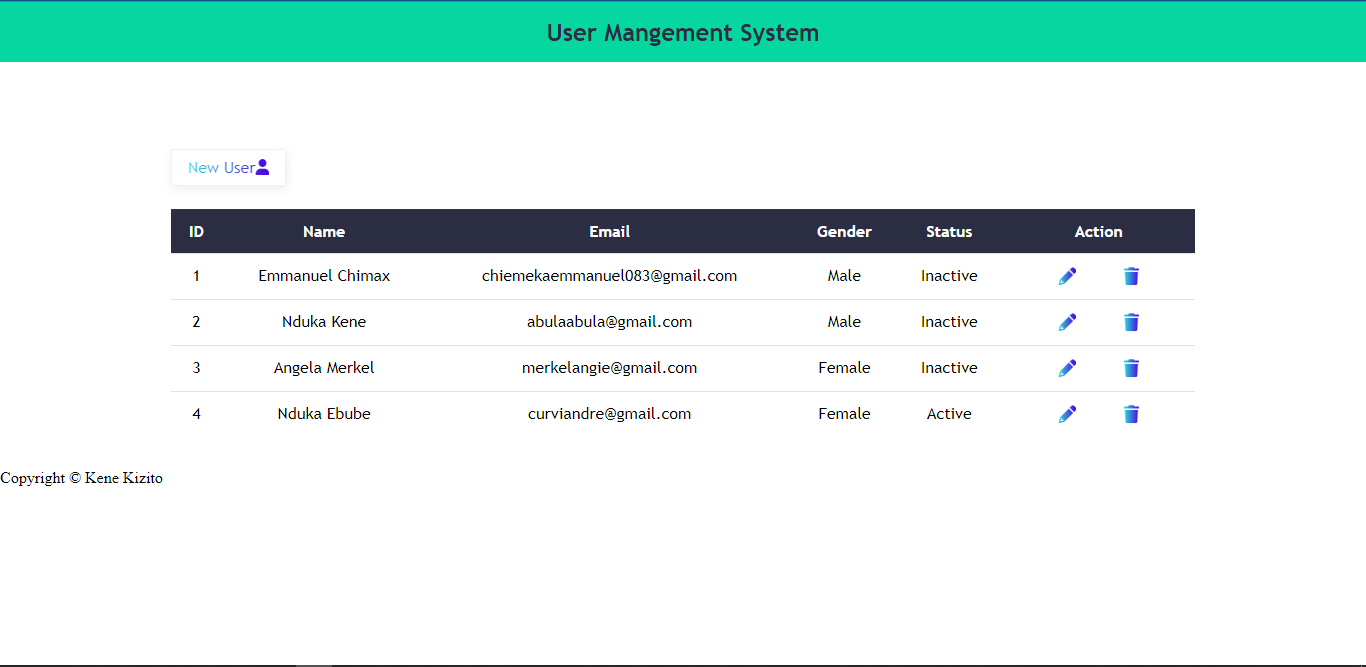 User Mangement System
New User
ID Name Email Gender Status Action
1 Emmanuel Chimax chiemekaemmanuel083@gmail.com Male Inactive
2 Nduka Kene abulaabula@gmail.com Male Inactive
3 Angela Merkel merkelangie@gmail.com Female Inactive
4 Nduka Ebube curviandre@gmail.com Female Active
Copyright © Kene Kizito